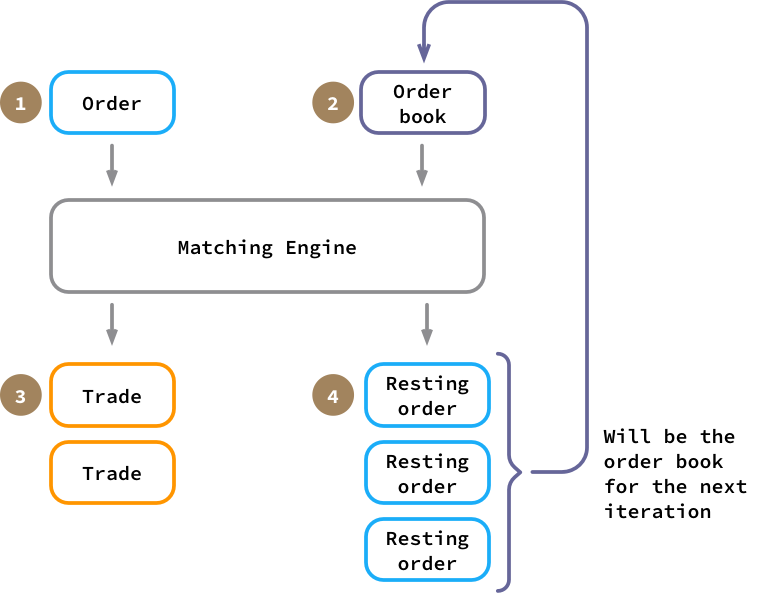 1
Order
2
Order
book
Matching Engine
3
Trade
Trade
4
Resting
order
Resting
order
Resting
order
Will be the
order book
for the next
iteration